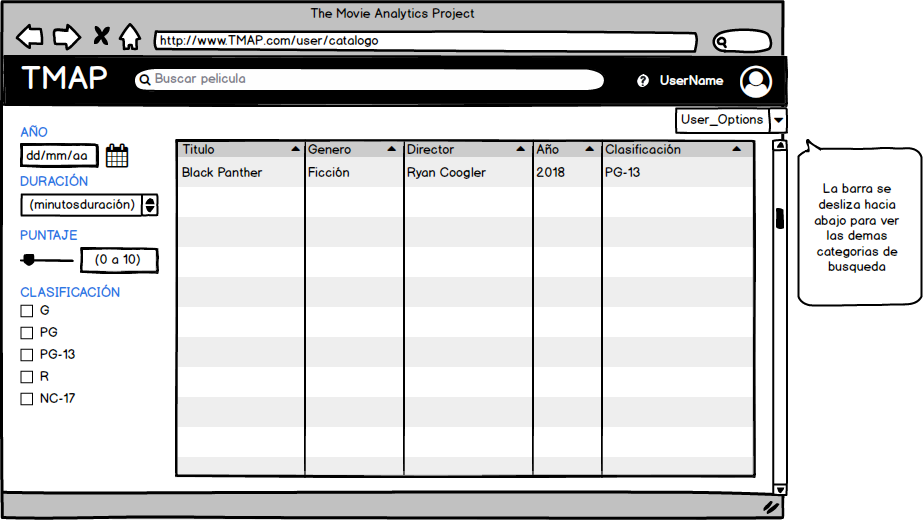 The Movie Analytics Project
http://www.TMAP.com/user/catalogo
TMAP
Buscar pelicula
? UserName
User_Options
AÑO
dd/mm/aa
DURACIÓN
(minutosduración)
PUNTAJE
(0 a 10)
CLASIFICACIÓN
G
PG
PG-13
R
NC-17
Titulo Genero Director Año Clasificación
Black Panther Ficción Ryan Coogler 2018 PG-13
La barra se
desliza hacia
abajo para ver
las demas
categorias de
busqueda